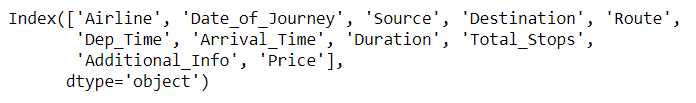 Index(['Airline', 'Date_of_Journey', 'Source', 'Destination', 'Route',
'Dep_Time', 'Arrival_Time', 'Duration', 'Total_Stops',
'Additional_Info', 'Price'],
dtype='object')